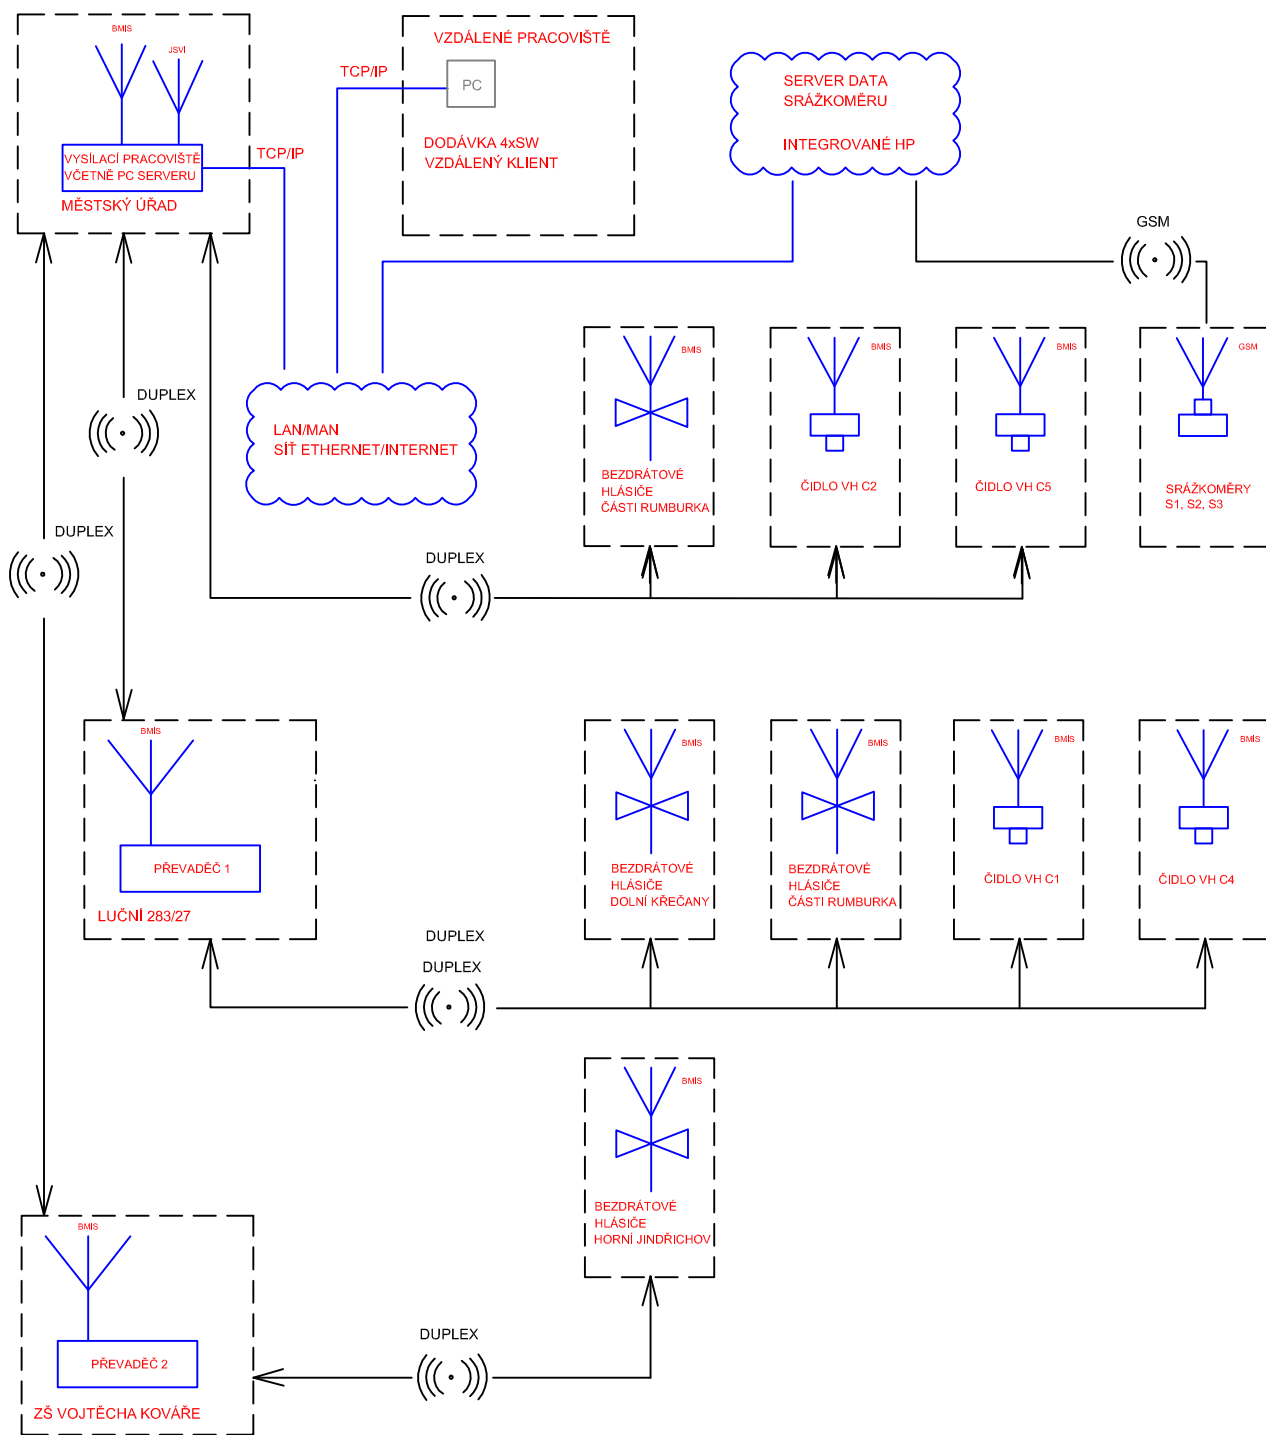 BMIS
JSVÍ
VYSÍLACÍ PRACOVIŠTĚ
VČETNĚ PC SERVERU
MĚSTSKÝ ÚŘAD
TCP/IP
TCP/IP
VZDÁLENÉ PRACOVIŠTĚ
PC
DODÁVKA 4xSW
VZDÁLENÝ KLIENT
SERVER DATA
SRÁŽKOMĚRU
INTEGROVANÉ HP
GSM
DUPLEX
DUPLEX
LAN/MAN
SÍŤ ETHERNET/INTERNET
DUPLEX
BMIS
BEZDRÁTOVÉ
HLÁSIČE
ČÁSTI RUMBURKA
BMIS
ČIDLO VH C2
BMIS
ČIDLO VH C5
GSM
SRÁŽKOMĚRY
S1, S2, S3
BMIS
PŘEVADĚČ 1
LUČNÍ 283/27
BMIS
BEZDRÁTOVÉ
HLÁSIČE
DOLNÍ KŘEČANY
BMIS
BEZDRÁTOVÉ
HLÁSIČE
ČÁSTI RUMBURKA
BMIS
ČIDLO VH C1
BMIS
ČIDLO VH C4
DUPLEX
DUPLEX
BMIS
BEZDRÁTOVÉ
HLÁSIČE
HORNÍ JINDŘICHOV
BMIS
PŘEVADĚČ 2
ZŠ VOJTĚCHA KOVÁŘE
DUPLEX